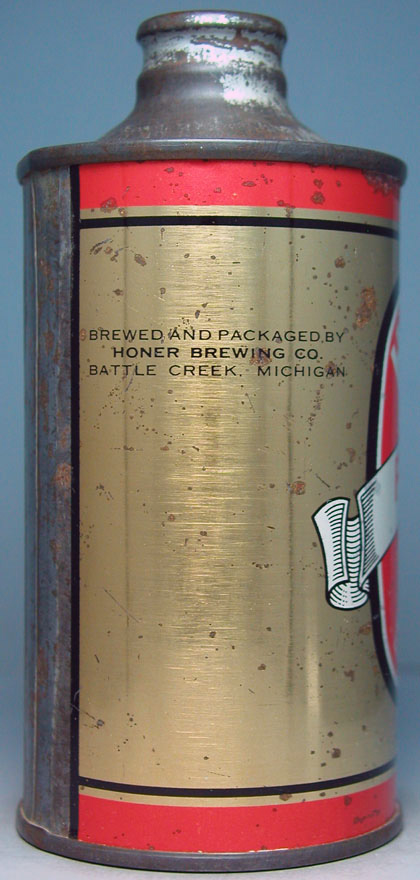 BREWED AND PACKAGED BY
HONER BREWING CO.
BATTLE CREEK, MICHIGAN